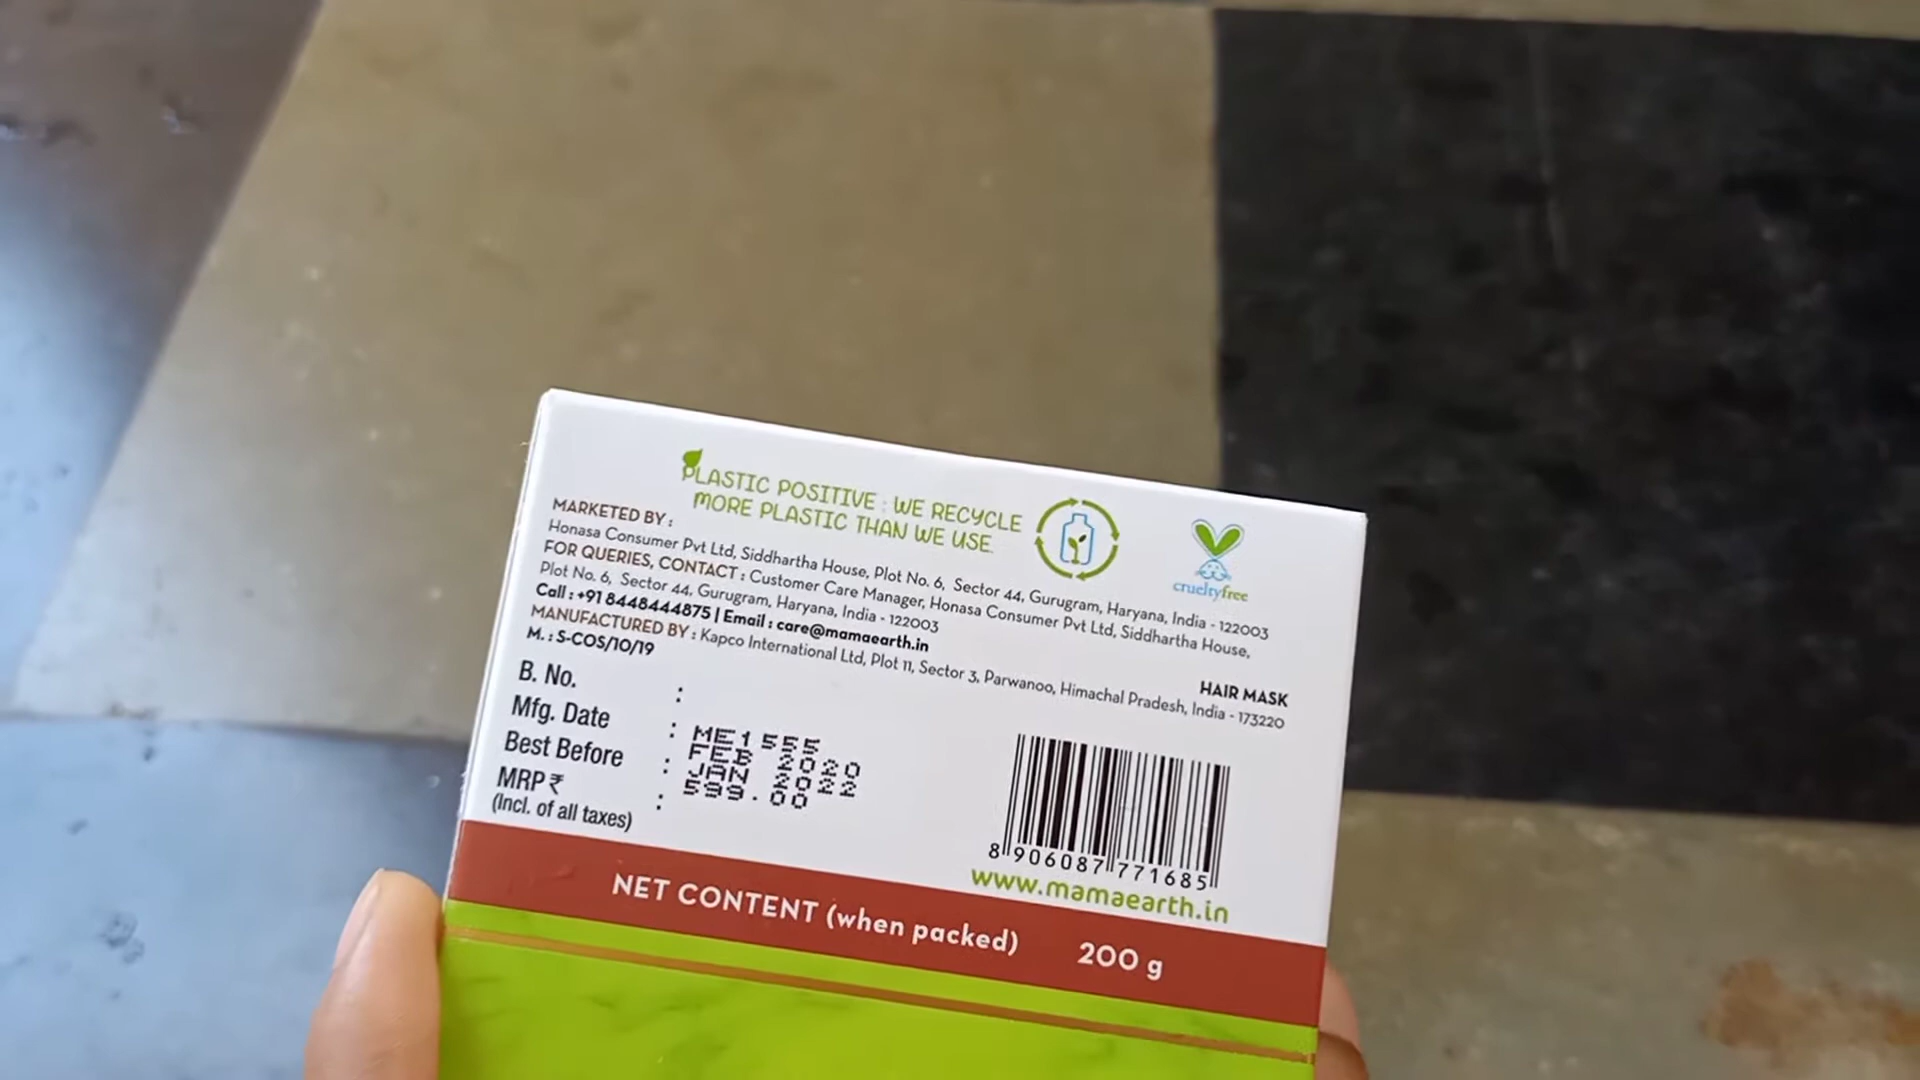 PLASTIC POSITIVE : WE RECYCLE
MORE PLASTIC THAN WE USE.
crueltyfree
MARKETED BY :
Honasa Consumer Pvt Ltd, Siddhartha House, Plot No. 6, Sector 44, Gurugram, Haryana, India - 122003
FOR QUERIES, CONTACT : Customer Care Manager, Honasa Consumer Pvt Ltd, Siddhartha House,
Plot No. 6, Sector 44, Gurugram, Haryana, India - 122003
Call : +91 8448444875 | Email : care@mamaearth.in
MANUFACTURED BY : Kapco International Ltd, Plot 11, Sector 3, Parwanoo, Himachal Pradesh, India - 173220
M. : S-COS/10/19
HAIR MASK
B. No. : ME1555
Mfg. Date : FEB 2020
Best Before : JAN 2022
MRP ₹ : 599.00
(Incl. of all taxes)
8 906087 771685
www.mamaearth.in
NET CONTENT (when packed) 200 g